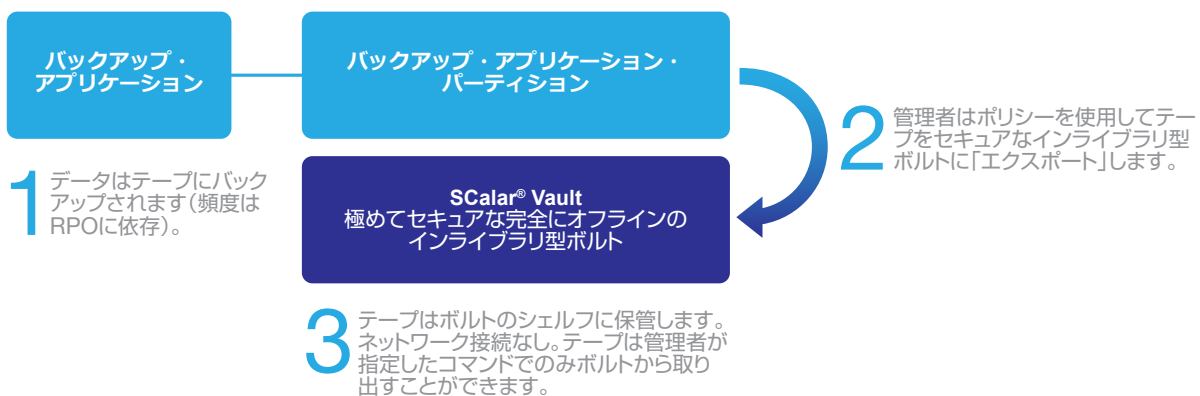 バックアップ・
アプリケーション
バックアップ・アプリケーション・
パーティション
1
データはテープにバック
アップされます（頻度は
RPOに依存）。
2
管理者はポリシーを使用してテー
プをセキュアなインライブラリ型
ボルトに「エクスポート」します。
SCalar® Vault
極めてセキュアな完全にオフラインの
インライブラリ型ボルト
3
テープはボルトのシェルフに保管します。
ネットワーク接続なし。テープは管理者が
指定したコマンドでのみボルトから取り
出すことができます。